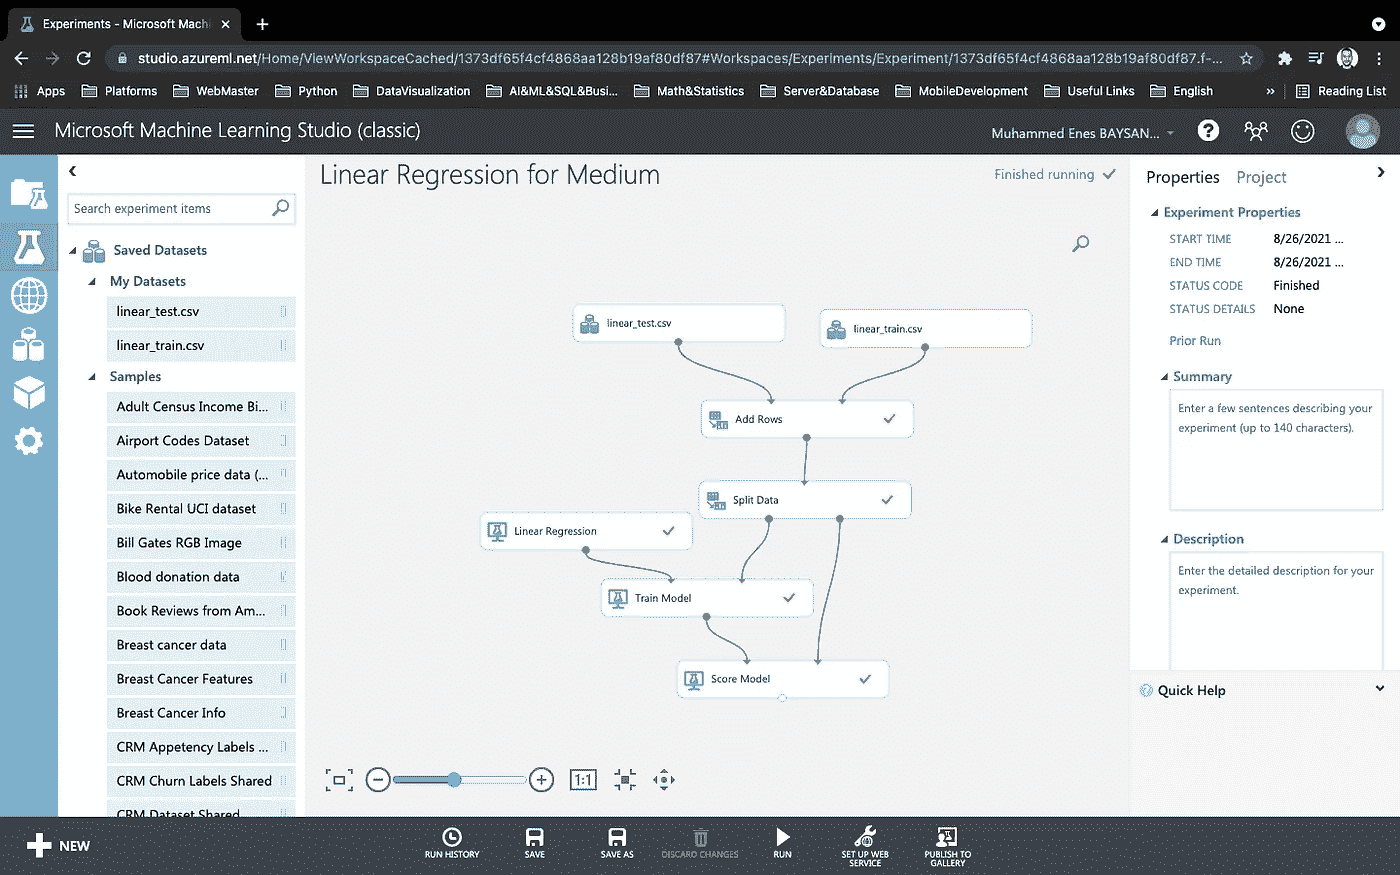 Experiments - Microsoft Machi
studio.azureml.net/Home/ViewWorkspaceCached/1373df65f4cf4868aa128b19af80df87#Workspaces/Experiments/Experiment/1373df65f4cf4868aa128b19af80df87.f-...
Apps Platforms WebMaster Python DataVisualization AI&ML&SQL&Busi... Math&Statistics Server&Database MobileDevelopment Useful Links English » Reading List
Microsoft Machine Learning Studio (classic)
Muhammed Enes BAYSAN...
Search experiment items
Saved Datasets
My Datasets
linear_test.csv
linear_train.csv
Samples
Adult Census Income Bi...
Airport Codes Dataset
Automobile price data (...
Bike Rental UCI dataset
Bill Gates RGB Image
Blood donation data
Book Reviews from Am...
Breast cancer data
Breast Cancer Features
Breast Cancer Info
CRM Appetency Labels ...
CRM Churn Labels Shared
CRM Dataset Shared
Linear Regression for Medium
Finished running
linear_test.csv
linear_train.csv
Add Rows
Split Data
Linear Regression
Train Model
Score Model
1:1
Properties Project
Experiment Properties
START TIME 8/26/2021 ...
END TIME 8/26/2021 ...
STATUS CODE Finished
STATUS DETAILS None
Prior Run
Summary
Enter a few sentences describing your
experiment (up to 140 characters).
Description
Enter the detailed description for your
experiment.
Quick Help
NEW
RUN HISTORY
SAVE
SAVE AS
DISCARD CHANGES
RUN
SET UP WEB
SERVICE
PUBLISH TO
GALLERY